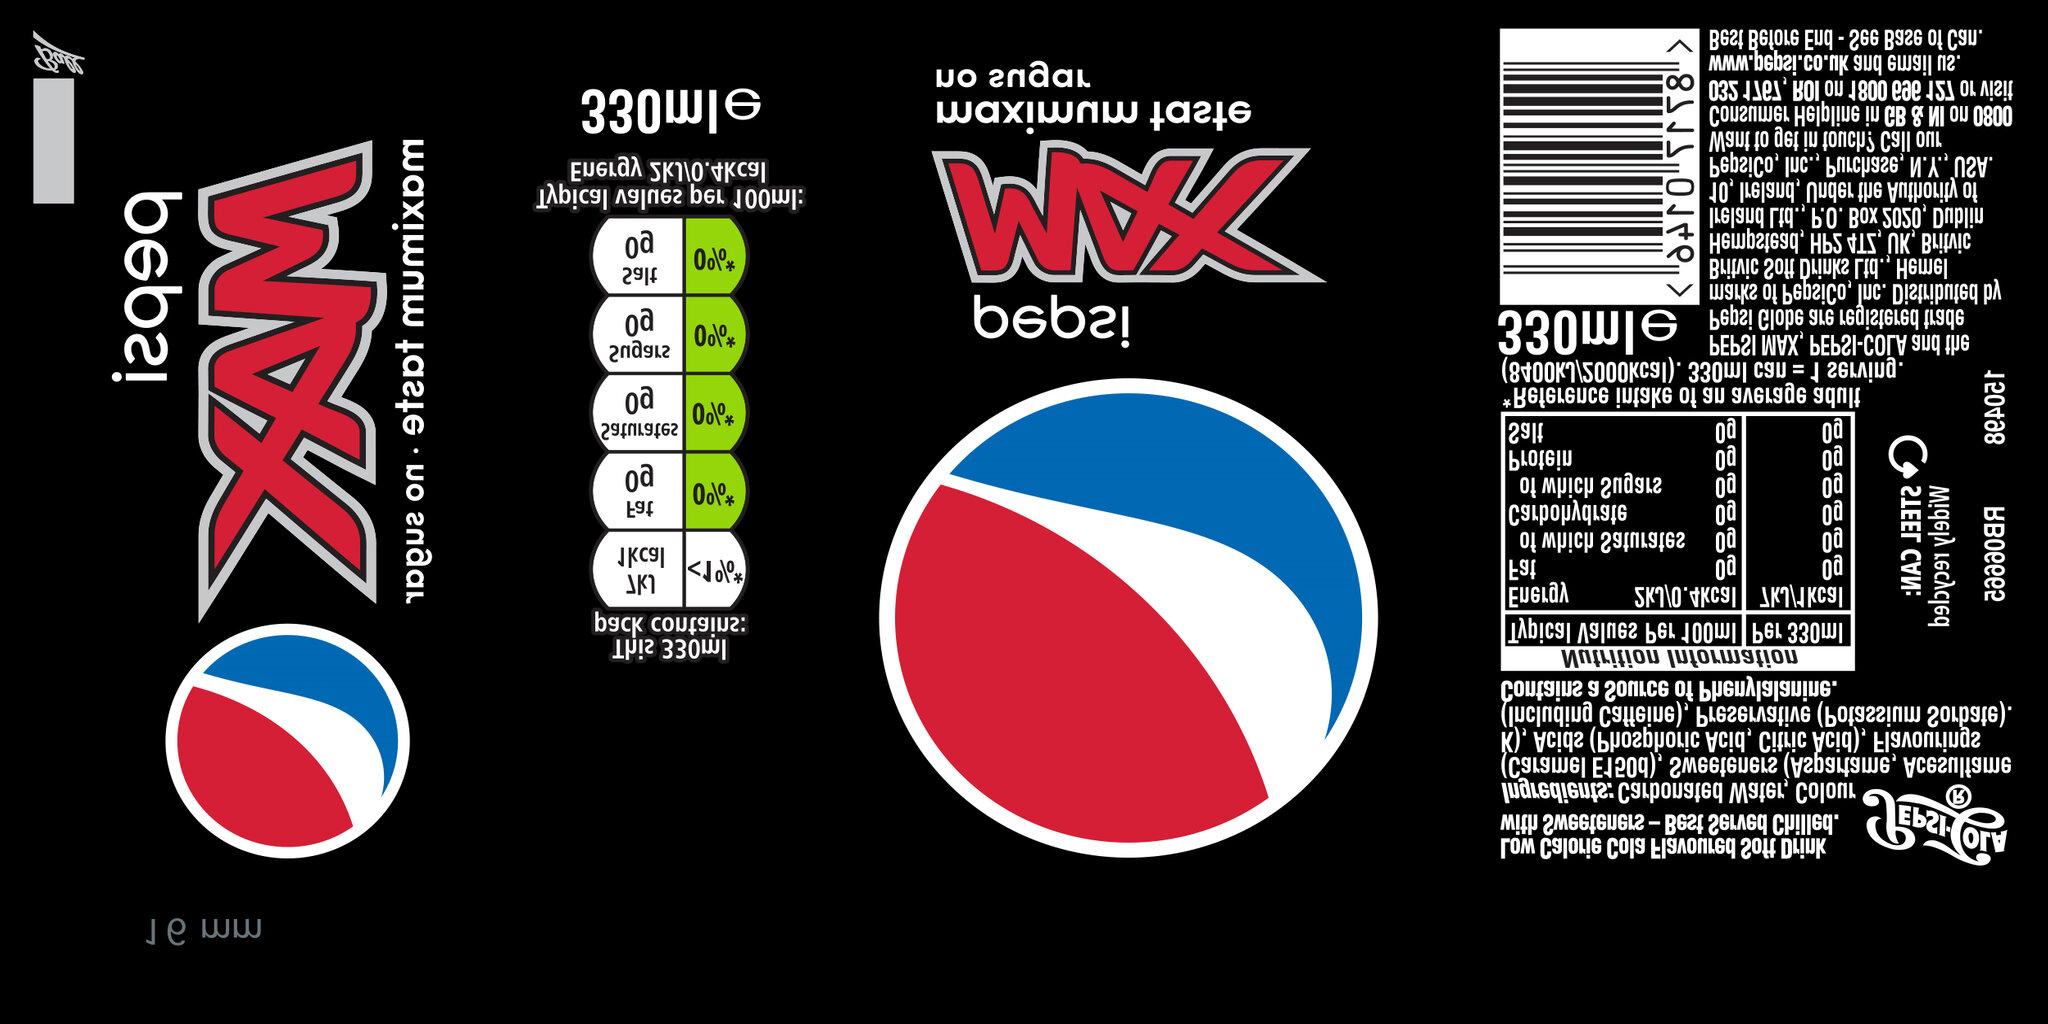 pepsi
MAX
maximum taste · no sugar
Ball
16 mm
This 330ml
pack contains:
7kJ
1kcal
<1%*
Fat
0g
0%*
Saturates
0g
0%*
Sugars
0g
0%*
Salt
0g
0%*
Typical values per 100ml:
Energy 2kJ/0.4kcal
330ml e
pepsi
MAX
maximum taste
no sugar
Low Calorie Cola Flavoured Soft Drink
with Sweeteners – Best Served Chilled.
PEPSI-COLA®
Ingredients: Carbonated Water, Colour
(Caramel E150d), Sweeteners (Aspartame, Acesulfame
K), Acids (Phosphoric Acid, Citric Acid), Flavourings
(Including Caffeine), Preservative (Potassium Sorbate).
Contains a Source of Phenylalanine.
Nutrition Information
Typical Values Per 100ml Per 330ml
Energy 2kJ/0.4kcal 7kJ/1kcal
Fat 0g 0g
of which Saturates 0g 0g
Carbohydrate 0g 0g
of which Sugars 0g 0g
Protein 0g 0g
Salt 0g 0g
*Reference intake of an average adult
(8400kJ/2000kcal). 330ml can = 1 serving.
STEEL CAN:
Widely recycled
RB06665
150498
330ml e
PEPSI MAX, PEPSI-COLA and the
Pepsi Globe are registered trade
marks of PepsiCo, Inc. Distributed by
Britvic Soft Drinks Ltd., Hemel
Hempstead, HP2 4TZ, UK, Britvic
Ireland Ltd., P.O. Box 2020, Dublin
10, Ireland, Under the Authority of
PepsiCo, Inc., Purchase, N.Y., USA.
Want to get in touch? Call our
Consumer Helpline in GB & NI on 0800
032 1767, ROI on 1800 696 127 or visit
www.pepsi.co.uk and email us.
Best Before End - See Base of Can.